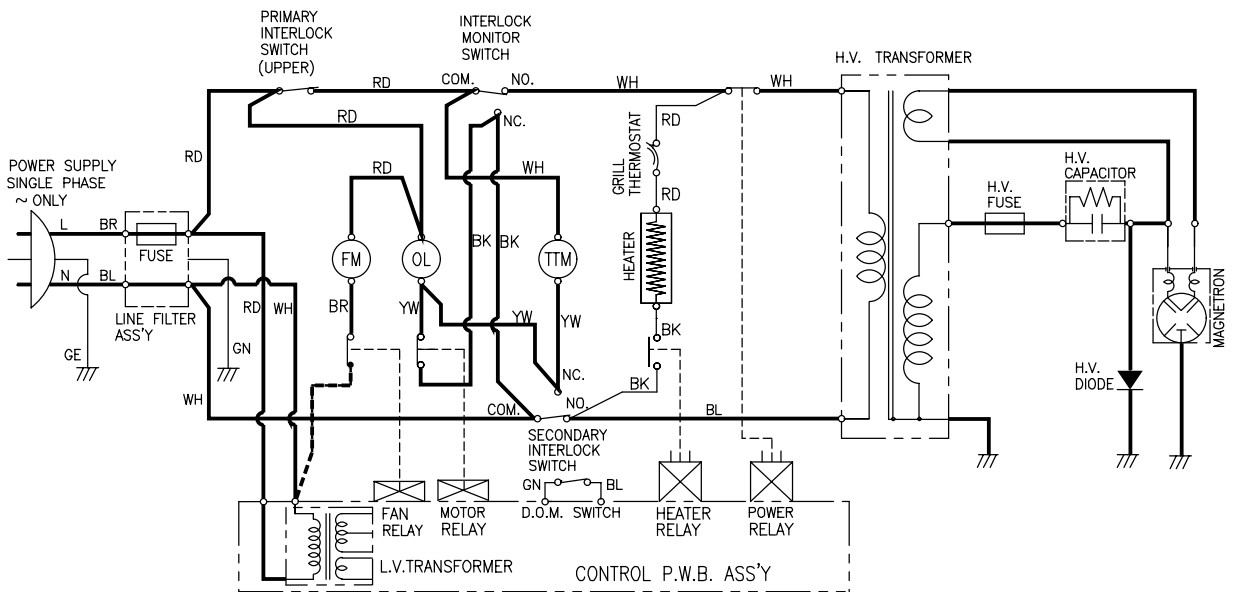 PRIMARY
INTERLOCK
SWITCH
(UPPER)
INTERLOCK
MONITOR
SWITCH
H.V. TRANSFORMER
RD
COM.
NO.
WH
WH
RD
NC.
RD
GRILL
THERMOSTAT
RD
H.V.
CAPACITOR
POWER SUPPLY
SINGLE PHASE
~ ONLY
RD
RD
WH
RD
H.V.
FUSE
L
BR
FUSE
BK
BK
FM
OL
TTM
HEATER
N
BL
MAGNETRON
LINE FILTER
ASS'Y
RD
WH
BR
YW
YW
YW
BK
GE
GN
NC.
BK
H.V.
DIODE
WH
COM.
NO.
BL
SECONDARY
INTERLOCK
SWITCH
GN
BL
FAN
RELAY
MOTOR
RELAY
D.O.M. SWITCH
HEATER
RELAY
POWER
RELAY
L.V.TRANSFORMER
CONTROL P.W.B. ASS'Y